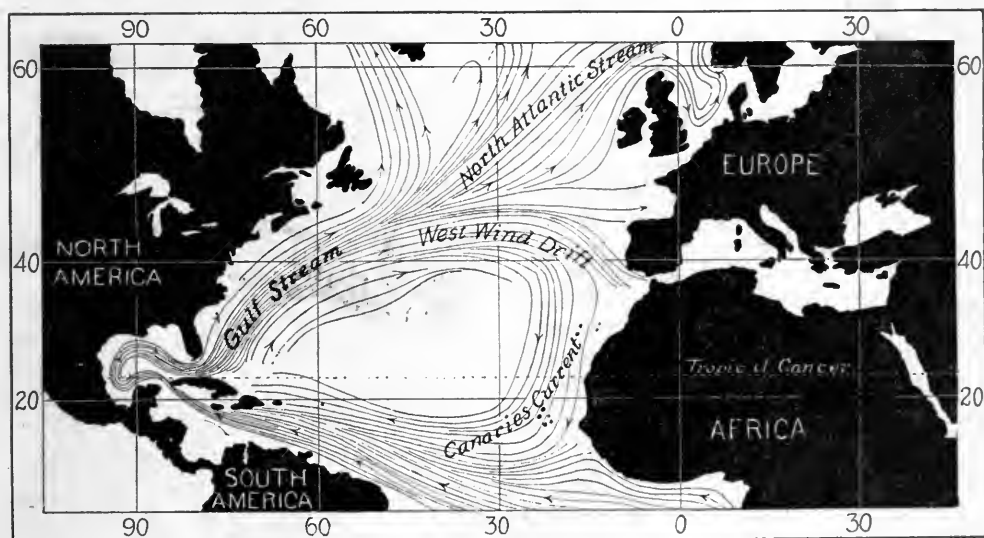 90 60 30 0 30
60 60
North Atlantic Stream
EUROPE
West Wind Drift
NORTH
AMERICA
40 40
Gulf Stream
Tropic of Cancer
20 20
Canaries Current
AFRICA
SOUTH
AMERICA
90 60 30 0 30